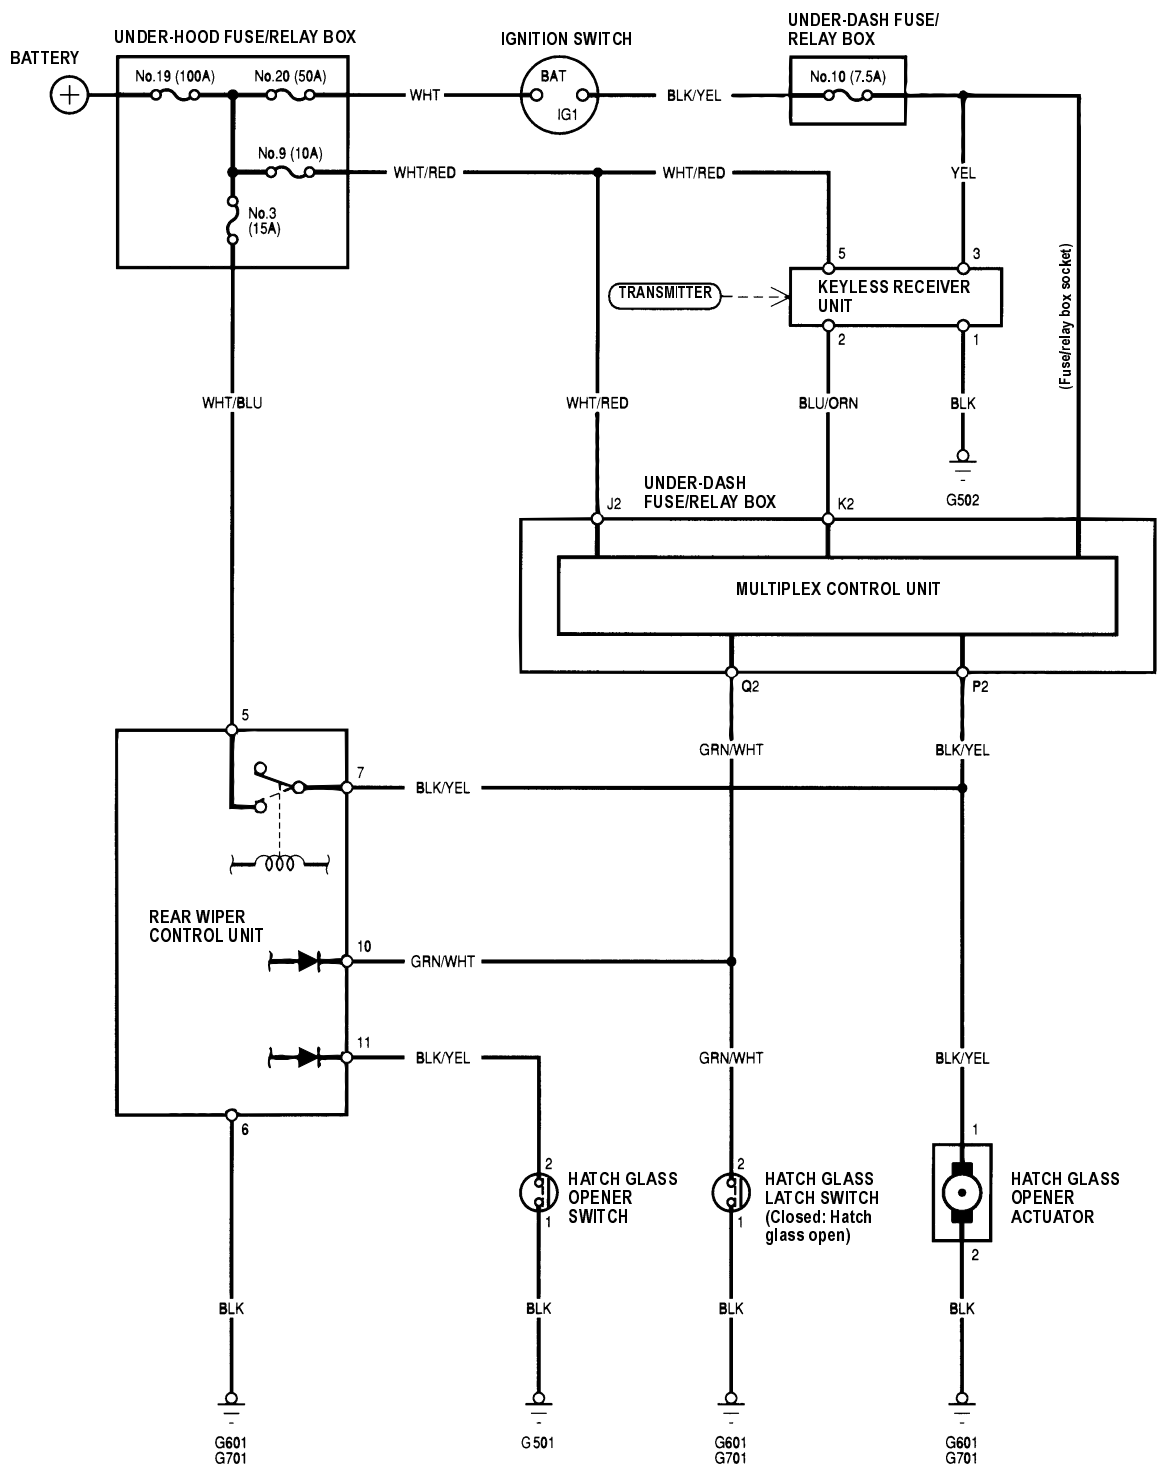 UNDER-HOOD FUSE/RELAY BOX
IGNITION SWITCH
UNDER-DASH FUSE/
RELAY BOX
BATTERY
No.19 (100A)
No.20 (50A)
BAT
No.10 (7.5A)
WHT
BLK/YEL
IG1
No.9 (10A)
WHT/RED
WHT/RED
YEL
No.3
(15A)
5
3
(Fuse/relay box socket)
TRANSMITTER
KEYLESS RECEIVER
UNIT
2
1
WHT/BLU
WHT/RED
BLU/ORN
BLK
UNDER-DASH
FUSE/RELAY BOX
J2
K2
G502
MULTIPLEX CONTROL UNIT
Q2
P2
5
GRN/WHT
BLK/YEL
7
BLK/YEL
REAR WIPER
CONTROL UNIT
10
GRN/WHT
11
BLK/YEL
GRN/WHT
BLK/YEL
6
1
2
HATCH GLASS
OPENER
SWITCH
1
2
HATCH GLASS
LATCH SWITCH
(Closed: Hatch
glass open)
1
HATCH GLASS
OPENER
ACTUATOR
2
BLK
BLK
BLK
BLK
G601
G701
G501
G601
G701
G601
G701